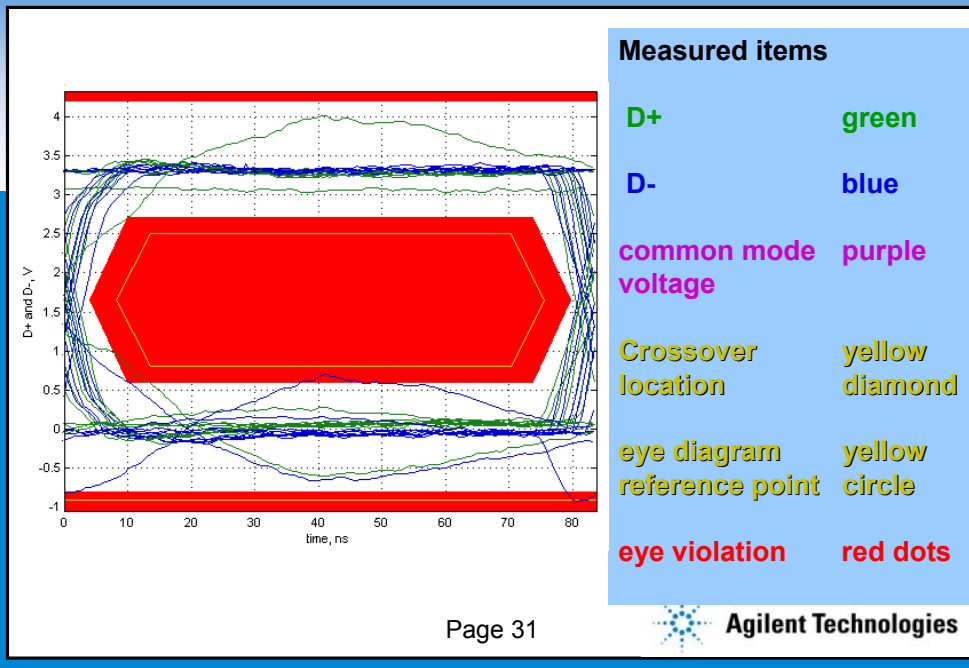 Measured items
D+ green
D- blue
common mode purple
voltage
Crossover yellow
location diamond
eye diagram yellow
reference point circle
eye violation red dots
4
3.5
3
2.5
2
1.5
1
0.5
0
-0.5
-1
D+ and D-, V
0 10 20 30 40 50 60 70 80
time, ns
Page 31
Agilent Technologies